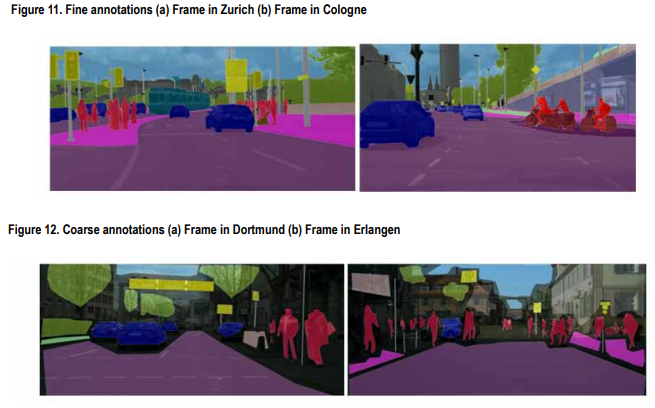 Figure 11. Fine annotations (a) Frame in Zurich (b) Frame in Cologne
Figure 12. Coarse annotations (a) Frame in Dortmund (b) Frame in Erlangen